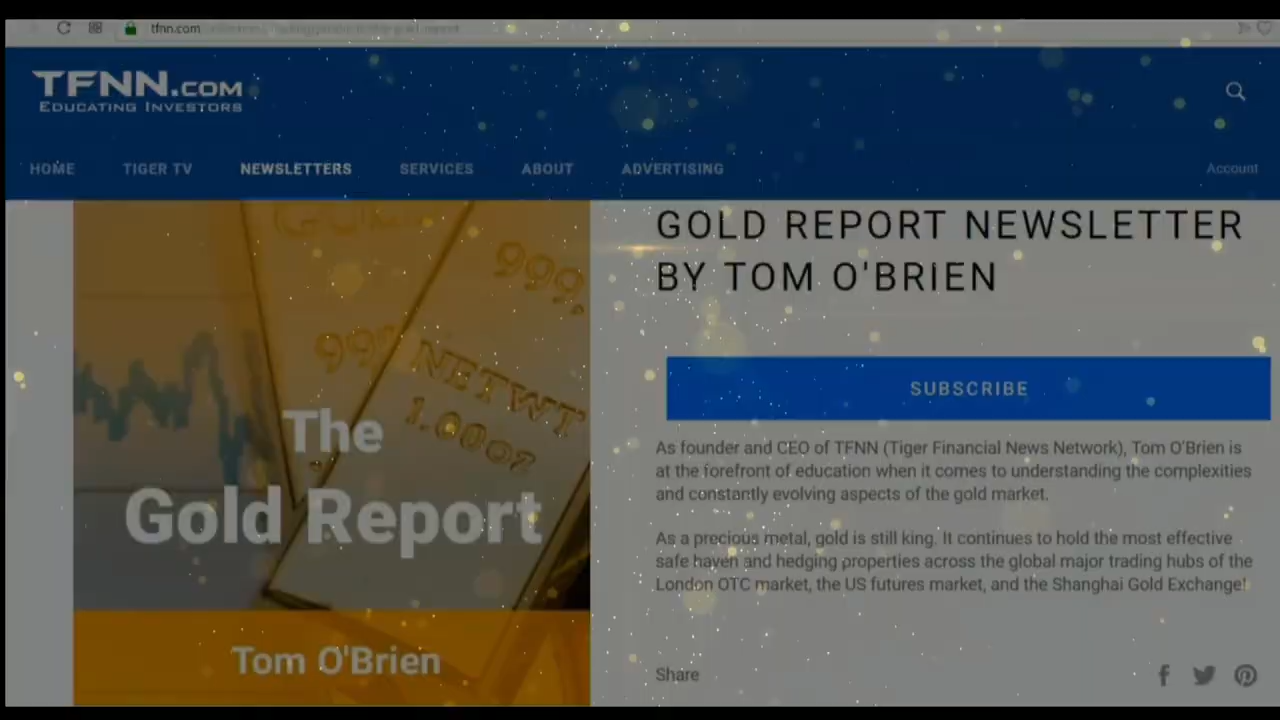 tfnn.com
TFNN.COM
EDUCATING INVESTORS
HOME TIGER TV NEWSLETTERS SERVICES ABOUT ADVERTISING Account
GOLD REPORT NEWSLETTER
BY TOM O'BRIEN
999.
NETWT
1.00oz
The
Gold Report
Tom O'Brien
SUBSCRIBE
As founder and CEO of TFNN (Tiger Financial News Network), Tom O'Brien is
at the forefront of education when it comes to understanding the complexities
and constantly evolving aspects of the gold market.
As a precious metal, gold is still king. It continues to hold the most effective
safe haven and hedging properties across the global major trading hubs of the
London OTC market, the US futures market, and the Shanghai Gold Exchange!
Share